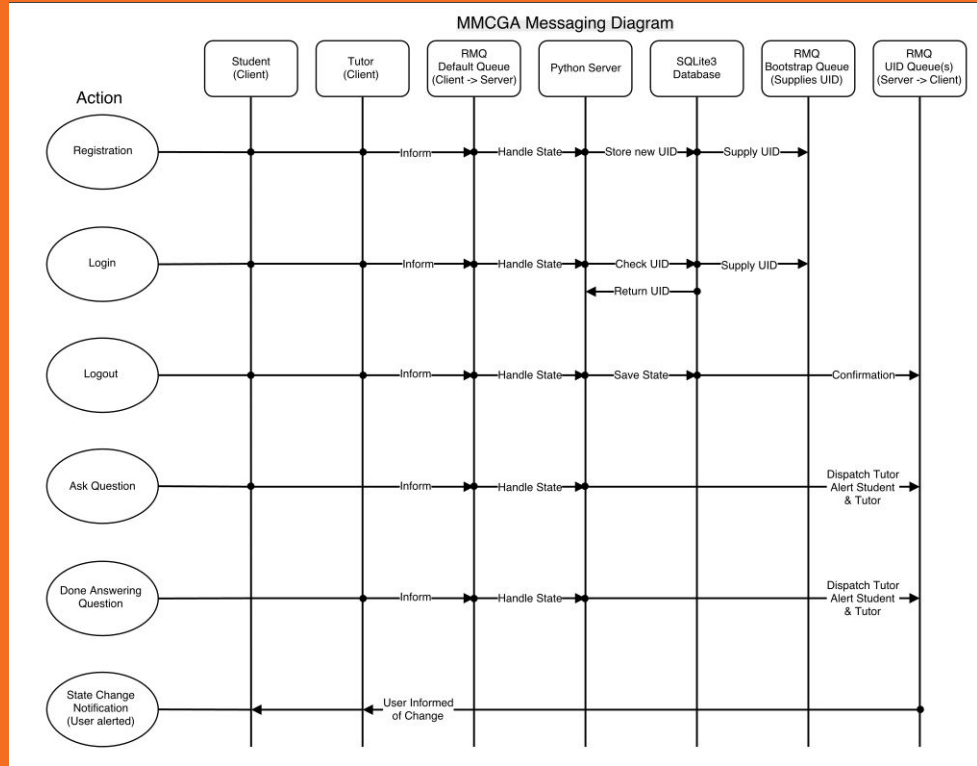 MMCGA Messaging Diagram
Student
(Client)
Tutor
(Client)
RMQ
Default Queue
(Client -> Server)
Python Server
SQLite3
Database
RMQ
Bootstrap Queue
(Supplies UID)
RMQ
UID Queue(s)
(Server -> Client)
Action
Registration
Inform
Handle State
Store new UID
Supply UID
Login
Inform
Handle State
Check UID
Supply UID
Return UID
Logout
Inform
Handle State
Save State
Confirmation
Ask Question
Inform
Handle State
Dispatch Tutor
Alert Student
& Tutor
Done Answering
Question
Inform
Handle State
Dispatch Tutor
Alert Student
& Tutor
State Change
Notification
(User alerted)
User Informed
of Change